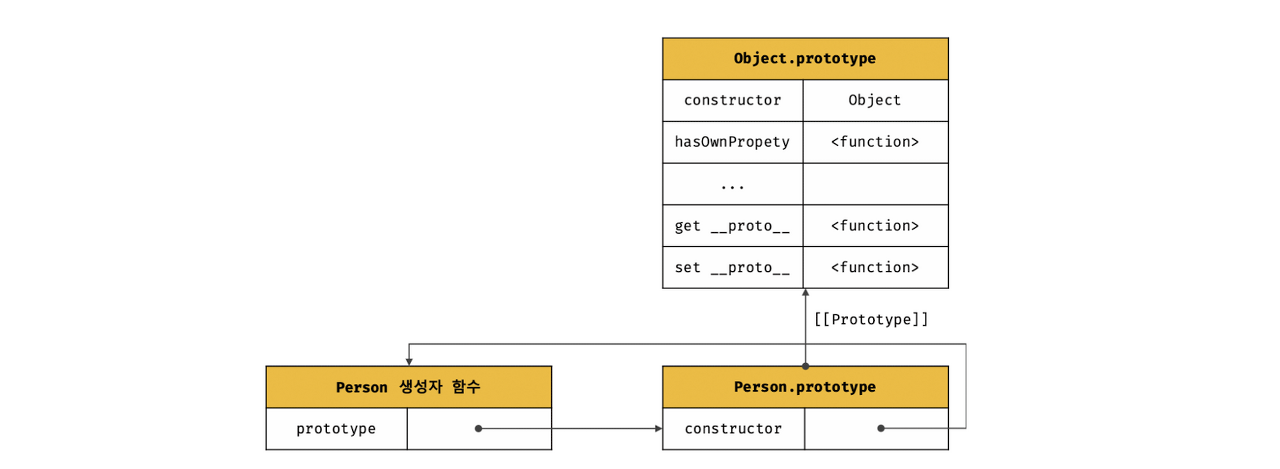 Object.prototype
constructor Object
hasOwnPropety <function>
...
get __proto__ <function>
set __proto__ <function>
[[Prototype]]
Person 생성자 함수
prototype
Person.prototype
constructor